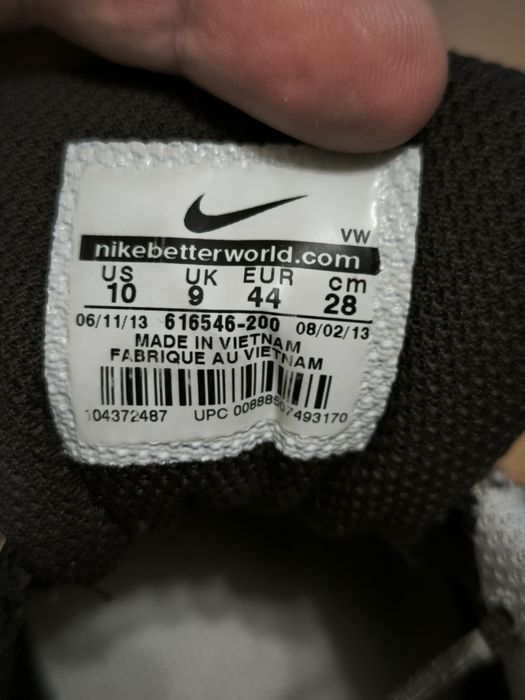 VW
nikebetterworld.com
US UK EUR cm
10 9 44 28
06/11/13 616546-200 08/02/13
MADE IN VIETNAM
FABRIQUE AU VIETNAM
104372487 UPC 00888507493170